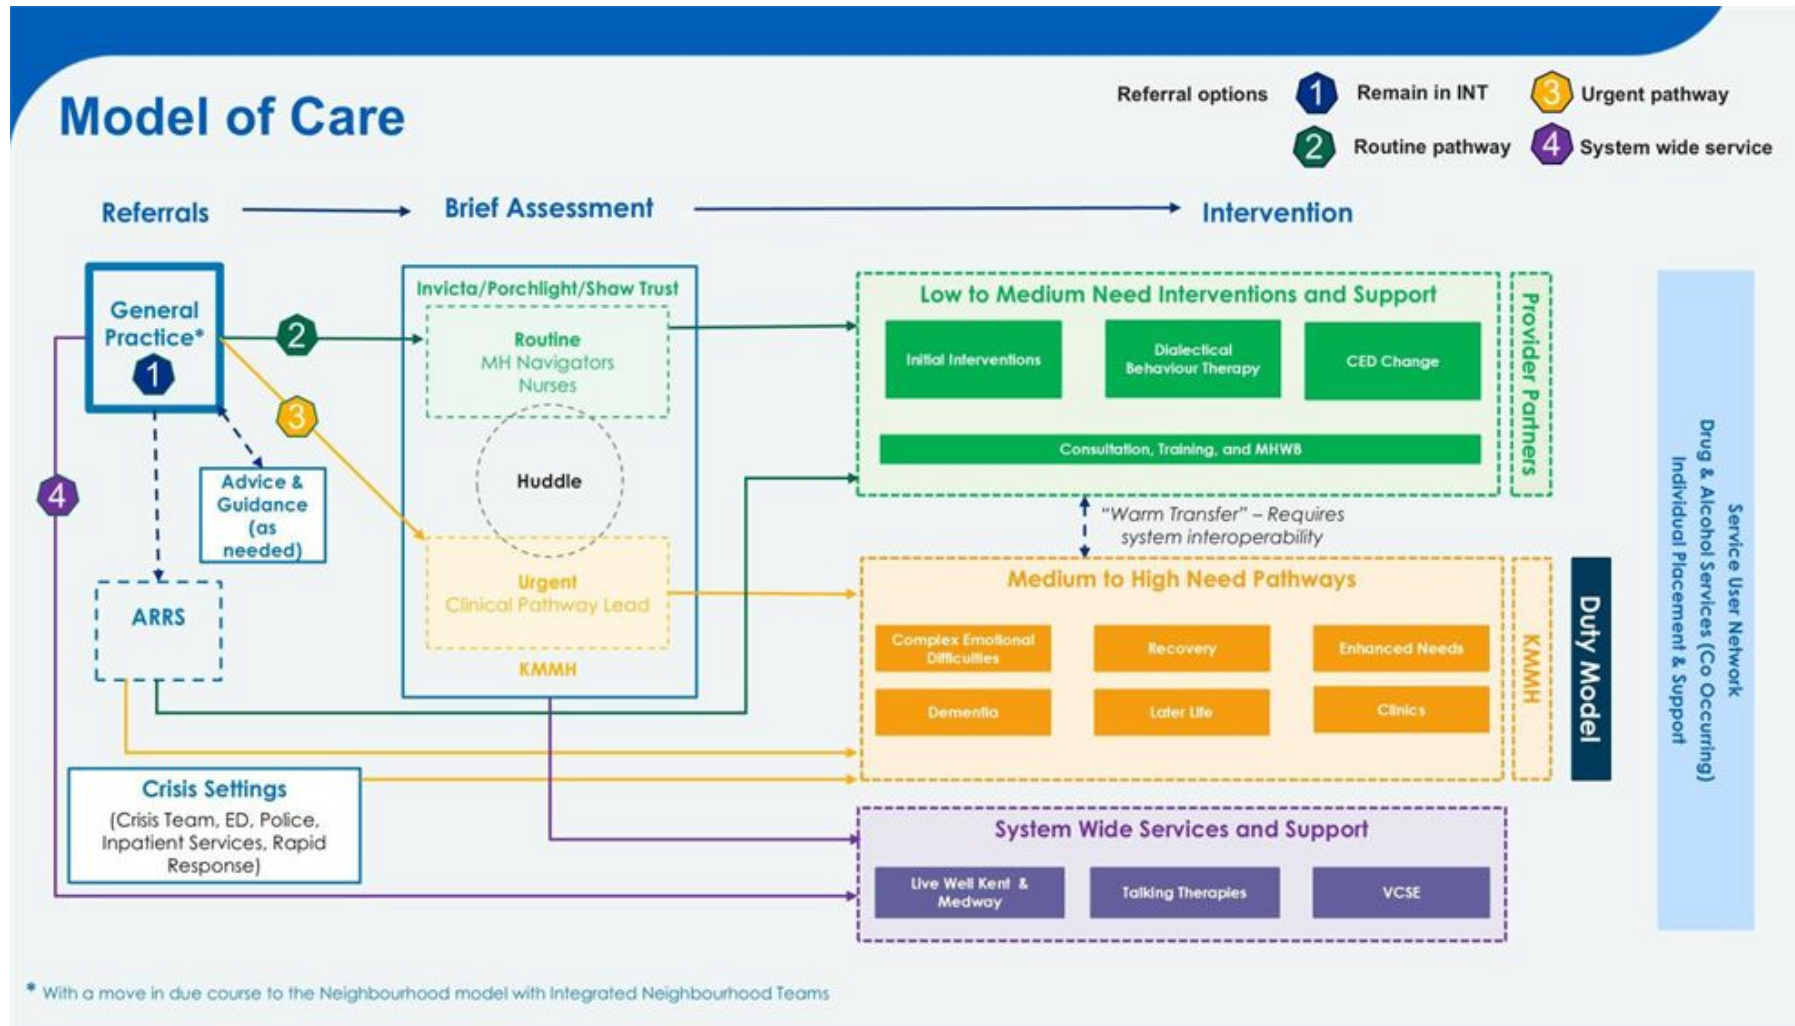 Model of Care
Referral options
1 Remain in INT
3 Urgent pathway
2 Routine pathway
4 System wide service
Referrals
Brief Assessment
Intervention
General
Practice*
1
2
3
4
Advice &
Guidance
(as
needed)
ARRS
Crisis Settings
(Crisis Team, ED, Police,
Inpatient Services, Rapid
Response)
Invicta/Porchlight/Shaw Trust
Routine
MH Navigators
Nurses
Huddle
Urgent
Clinical Pathway Lead
KMMH
Low to Medium Need Interventions and Support
Initial Interventions
Dialectical
Behaviour Therapy
CED Change
Consultation, Training, and MHWB
Provider Partners
“Warm Transfer” – Requires
system interoperability
Medium to High Need Pathways
Complex Emotional
Difficulties
Recovery
Enhanced Needs
Dementia
Later Life
Clinics
KMMH
Duty Model
System Wide Services and Support
Live Well Kent &
Medway
Talking Therapies
VCSE
Service User Network
Drug & Alcohol Services (Co Occurring)
Individual Placement & Support
* With a move in due course to the Neighbourhood model with Integrated Neighbourhood Teams